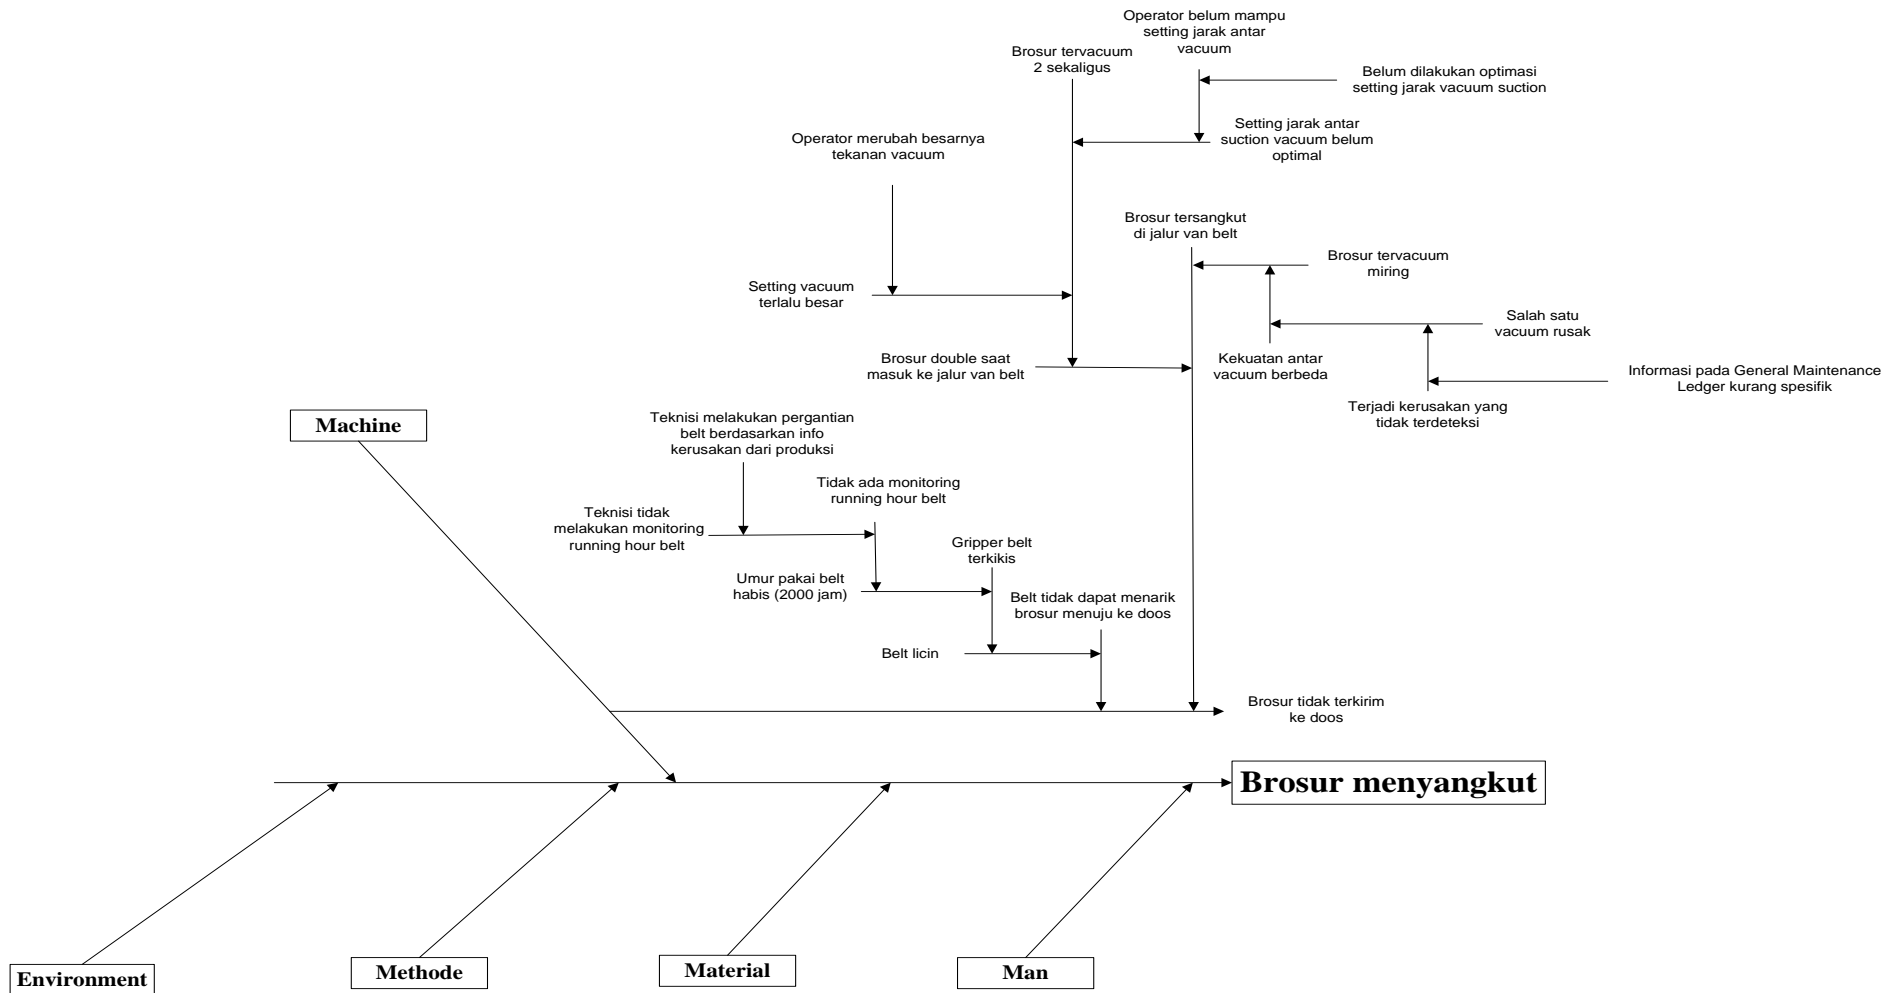 Operator belum mampu
setting jarak antar
vacuum
Brosur tervacuum
2 sekaligus
Belum dilakukan optimasi
setting jarak vacuum suction
Operator merubah besarnya
tekanan vacuum
Setting jarak antar
suction vacuum belum
optimal
Brosur tersangkut
di jalur van belt
Brosur tervacuum
miring
Setting vacuum
terlalu besar
Salah satu
vacuum rusak
Brosur double saat
masuk ke jalur van belt
Kekuatan antar
vacuum berbeda
Informasi pada General Maintenance
Ledger kurang spesifik
Terjadi kerusakan yang
tidak terdeteksi
Machine
Teknisi melakukan pergantian
belt berdasarkan info
kerusakan dari produksi
Tidak ada monitoring
running hour belt
Teknisi tidak
melakukan monitoring
running hour belt
Gripper belt
terkikis
Umur pakai belt
habis (2000 jam)
Belt tidak dapat menarik
brosur menuju ke doos
Belt licin
Brosur tidak terkirim
ke doos
Brosur menyangkut
Environment
Methode
Material
Man